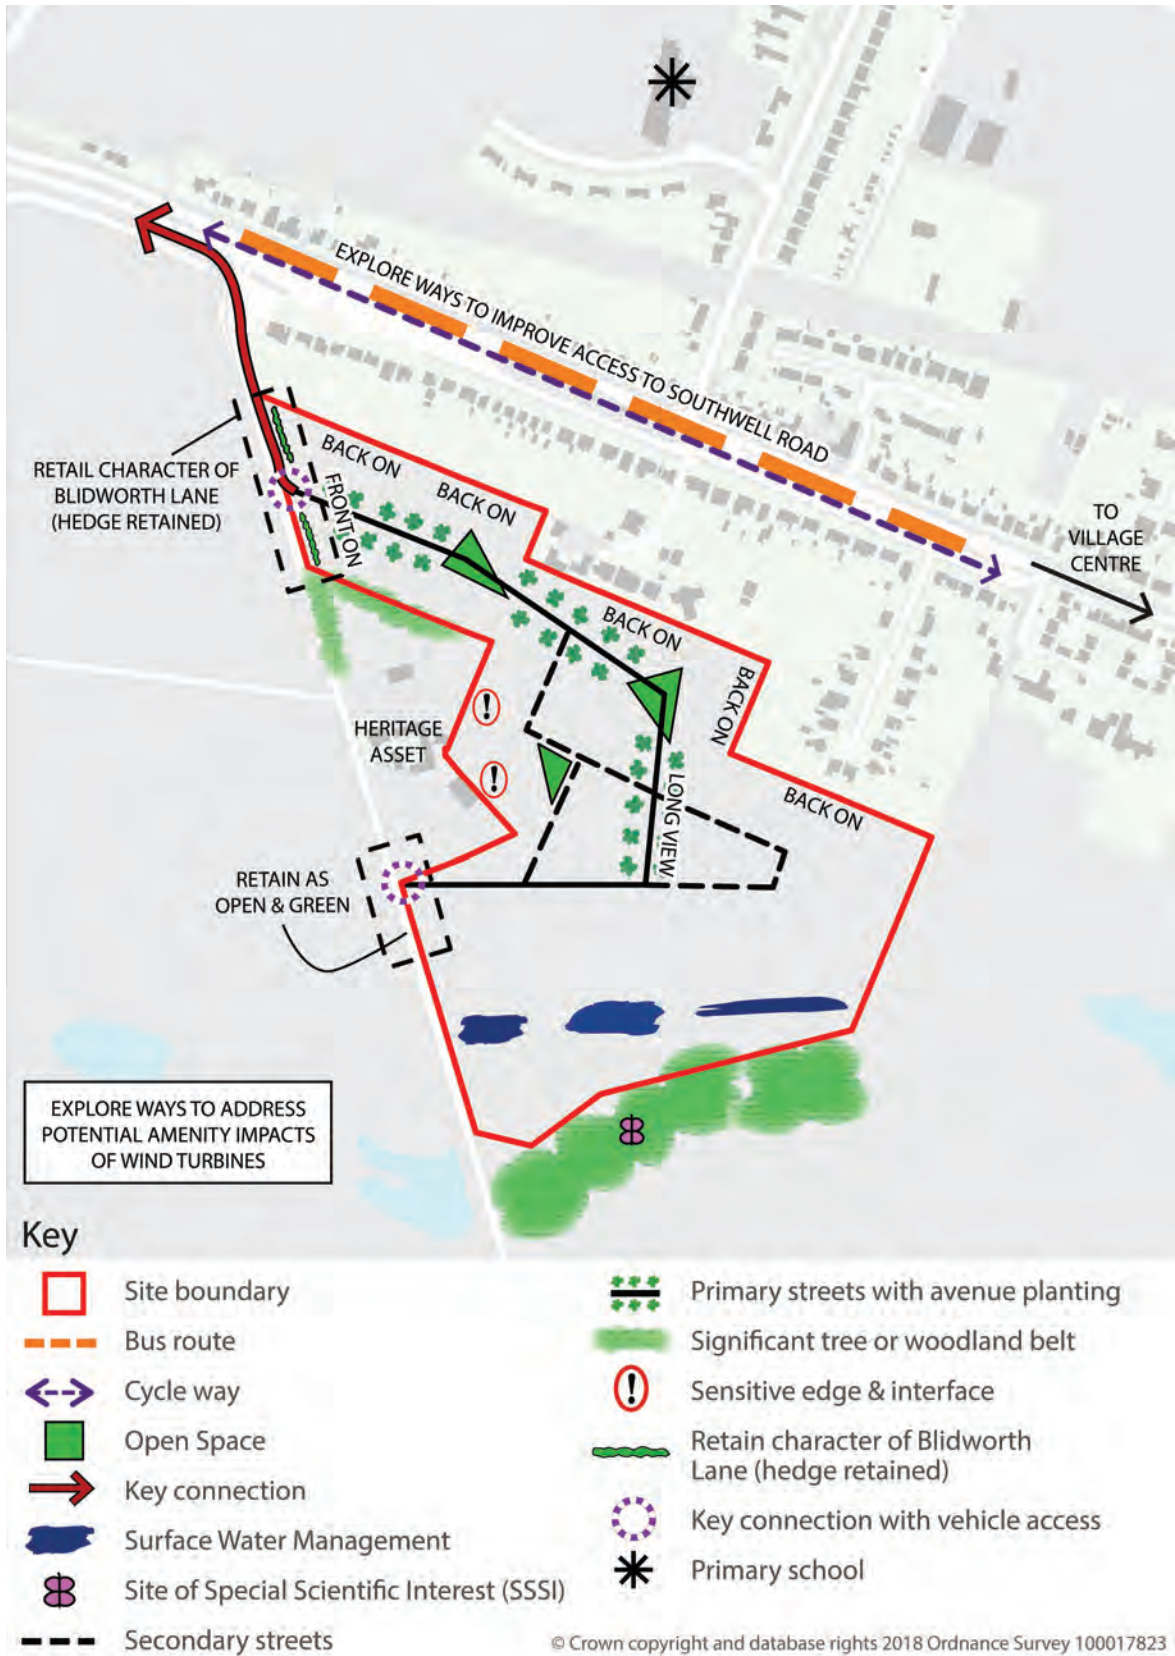 EXPLORE WAYS TO IMPROVE ACCESS TO SOUTHWELL ROAD
RETAIL CHARACTER OF
BLIDWORTH LANE
(HEDGE RETAINED)
BACK ON
FRONT ON
BACK ON
TO
VILLAGE
CENTRE
BACK ON
BACK ON
HERITAGE
ASSET
LONG VIEW
BACK ON
RETAIN AS
OPEN & GREEN
EXPLORE WAYS TO ADDRESS
POTENTIAL AMENITY IMPACTS
OF WIND TURBINES
Key
Site boundary
Bus route
Cycle way
Open Space
Key connection
Surface Water Management
Site of Special Scientific Interest (SSSI)
Secondary streets
Primary streets with avenue planting
Significant tree or woodland belt
Sensitive edge & interface
Retain character of Blidworth
Lane (hedge retained)
Key connection with vehicle access
Primary school
© Crown copyright and database rights 2018 Ordnance Survey 100017823